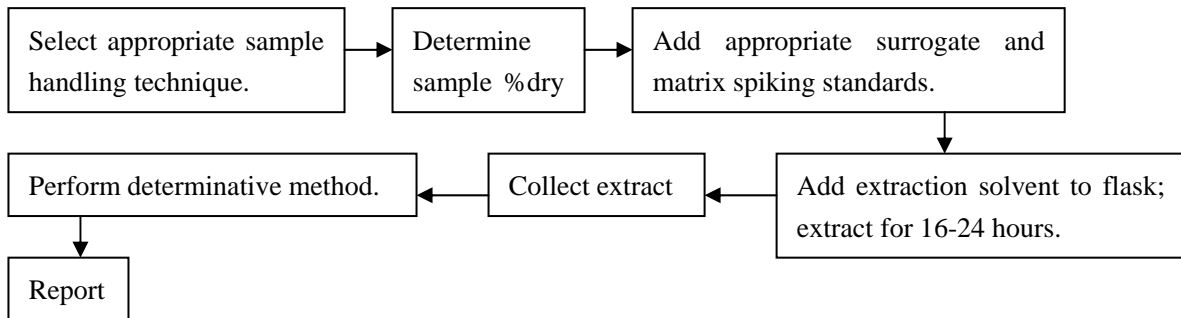 Select appropriate sample
handling technique.
Determine
sample %dry
Add appropriate surrogate and
matrix spiking standards.
Add extraction solvent to flask;
extract for 16-24 hours.
Collect extract
Perform determinative method.
Report